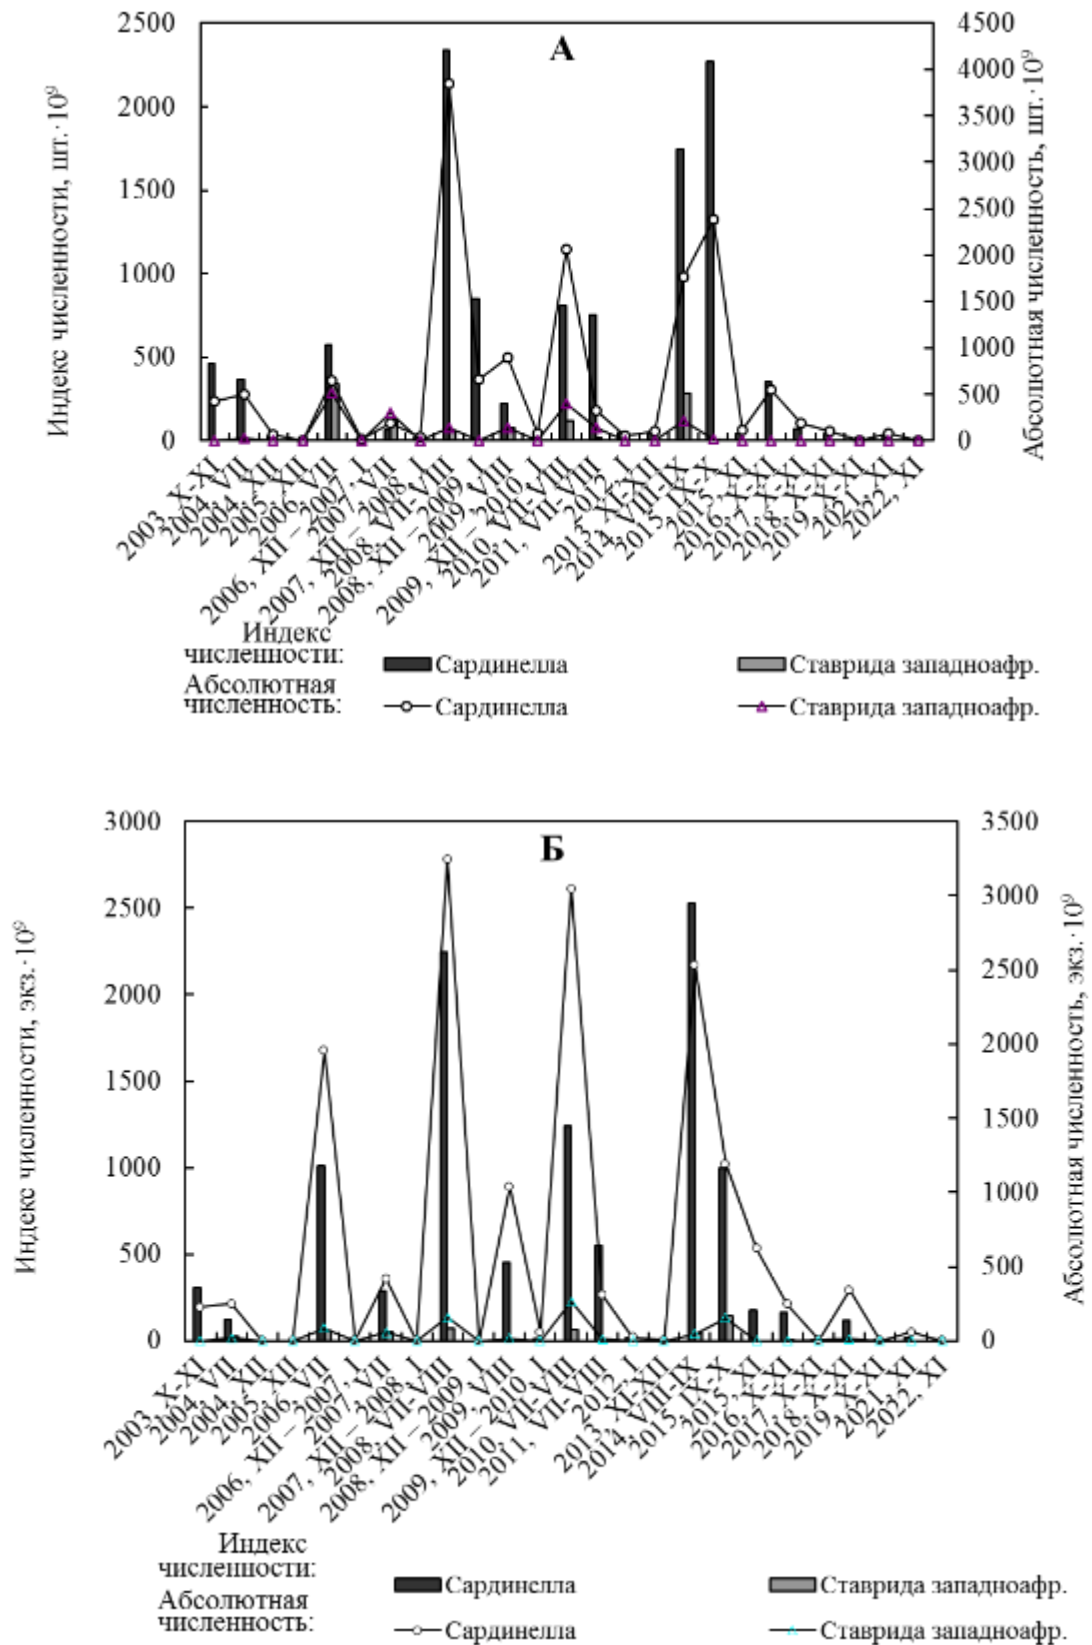 А
Индекс численности, шт.·10⁹
2500
2000
1500
1000
500
0
4500
4000
3500
3000
2500
2000
1500
1000
500
0
Абсолютная численность, шт.·10⁹
2003, X-XI
2004, VII
2004, XII
2005, XII
2006, VII
2006, XII – 2007, I
2007, VII
2007, XII – 2008, I
2008, VII-VIII
2008, XII – 2009, I
2009, VIII
2009, XII – 2010, I
2010, VII-VIII
2011, VII-VIII
2012, I
2013, XI-XII
2014, VIII-IX
2015, IX-X
2015, XI
2016, X-XI
2017, X-XI
2018, X-XI
2019, X-XI
2021, XI
2022, XI
Индекс
численности:
Сардинелла
Ставрида западноафр.
Абсолютная
численность:
Сардинелла
Ставрида западноафр.
Б
Индекс численности, экз.·10⁹
3000
2500
2000
1500
1000
500
0
3500
3000
2500
2000
1500
1000
500
0
Абсолютная численность, экз.·10⁹
2003, X-XI
2004, VII
2004, XII
2005, XII
2006, VII
2006, XII – 2007, I
2007, VII
2007, XII – 2008, I
2008, VII-VIII
2008, XII – 2009, I
2009, VIII
2009, XII – 2010, I
2010, VII-VIII
2011, VII-VIII
2012, I
2013, XI-XII
2014, VIII-IX
2015, IX-X
2015, XI
2016, X-XI
2017, X-XI
2018, X-XI
2019, X-XI
2021, XI
2022, XI
Индекс
численности:
Сардинелла
Ставрида западноафр.
Абсолютная
численность:
Сардинелла
Ставрида западноафр.